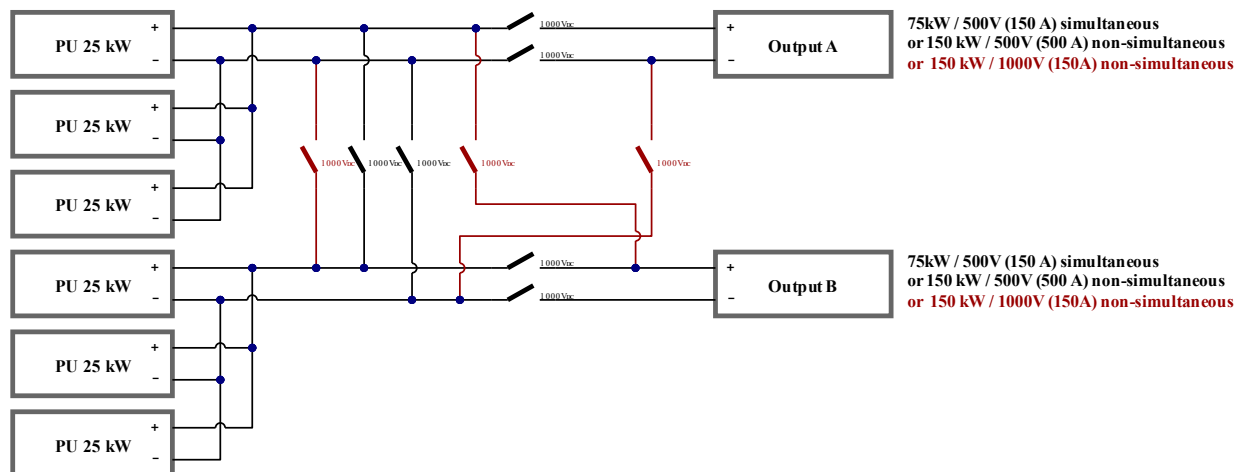 PU 25 kW
+
−
1000VDC
1000VDC
Output A
+
−
75kW / 500V (150 A) simultaneous
or 150 kW / 500V (500 A) non-simultaneous
or 150 kW / 1000V (150A) non-simultaneous
PU 25 kW
+
−
PU 25 kW
+
−
1000VDC
1000VDC
1000VDC
1000VDC
1000VDC
PU 25 kW
+
−
1000VDC
1000VDC
Output B
+
−
75kW / 500V (150 A) simultaneous
or 150 kW / 500V (500 A) non-simultaneous
or 150 kW / 1000V (150A) non-simultaneous
PU 25 kW
+
−
PU 25 kW
+
−